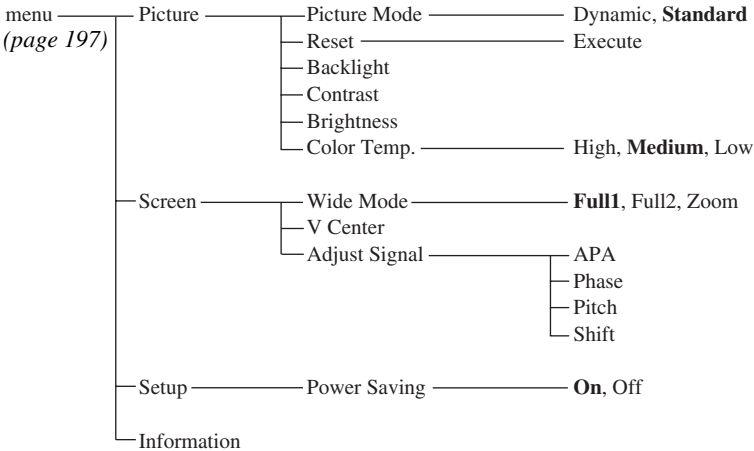 menu Picture Picture Mode Dynamic, Standard
(page 197) Reset Execute
Backlight
Contrast
Brightness
Color Temp. High, Medium, Low
Screen Wide Mode Full1, Full2, Zoom
V Center
Adjust Signal APA
Phase
Pitch
Shift
Setup Power Saving On, Off
Information